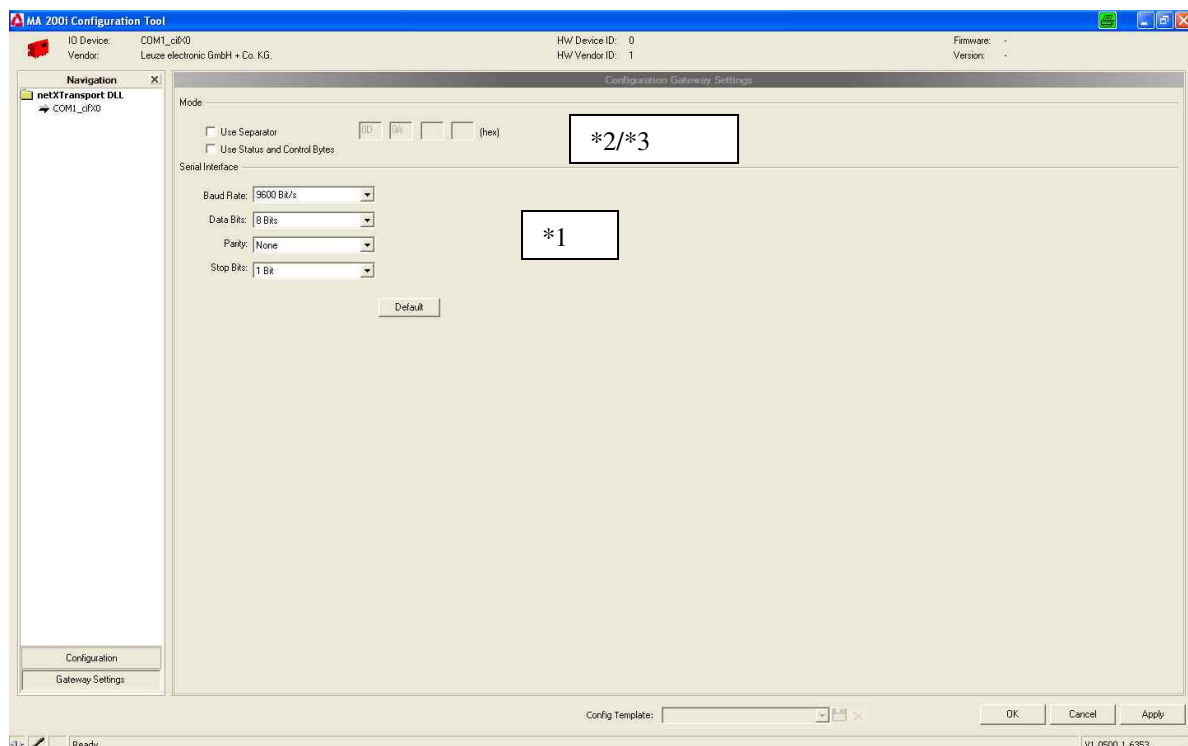 MA 200i Configuration Tool
IO Device: COM1_cifX0 HW Device ID: 0 Firmware: -
Vendor: Leuze electronic GmbH + Co. KG. HW Vendor ID: 1 Version: -
Navigation X
netXTransport DLL
COM1_cifX0
Configuration
Gateway Settings
Configuration Gateway Settings
Mode
Use Separator 0D 0A (hex)
Use Status and Control Bytes
*2/*3
Serial Interface
Baud Rate: 9600 Bit/s
Data Bits: 8 Bits
Parity: None
Stop Bits: 1 Bit
*1
Default
Config Template:
OK Cancel Apply
Ready V1.0500.1.6353